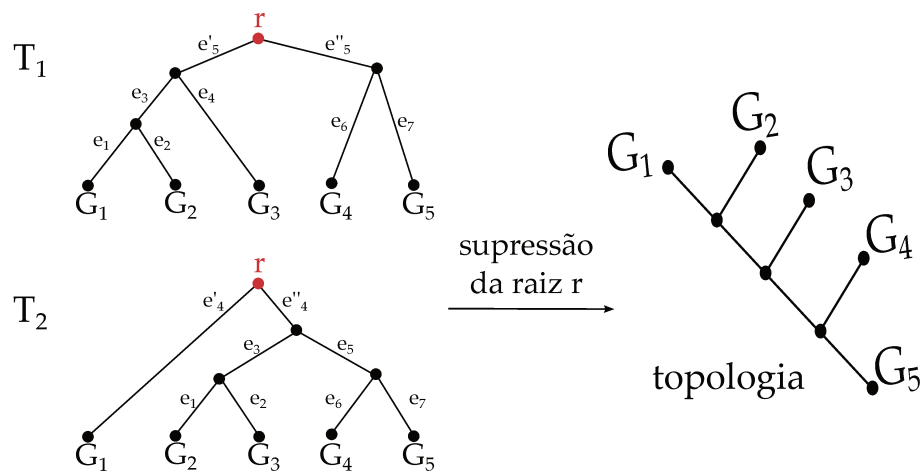 r
e'₅ e''₅
T₁
e₃ e₄
e₁ e₂ e₆ e₇
G₁ G₂ G₃ G₄ G₅
r
e'₄ e''₄
T₂
e₃ e₅
e₁ e₂ e₆ e₇
G₁ G₂ G₃ G₄ G₅
supressão
da raiz r
G₁ G₂
G₃
G₄
G₅
topologia